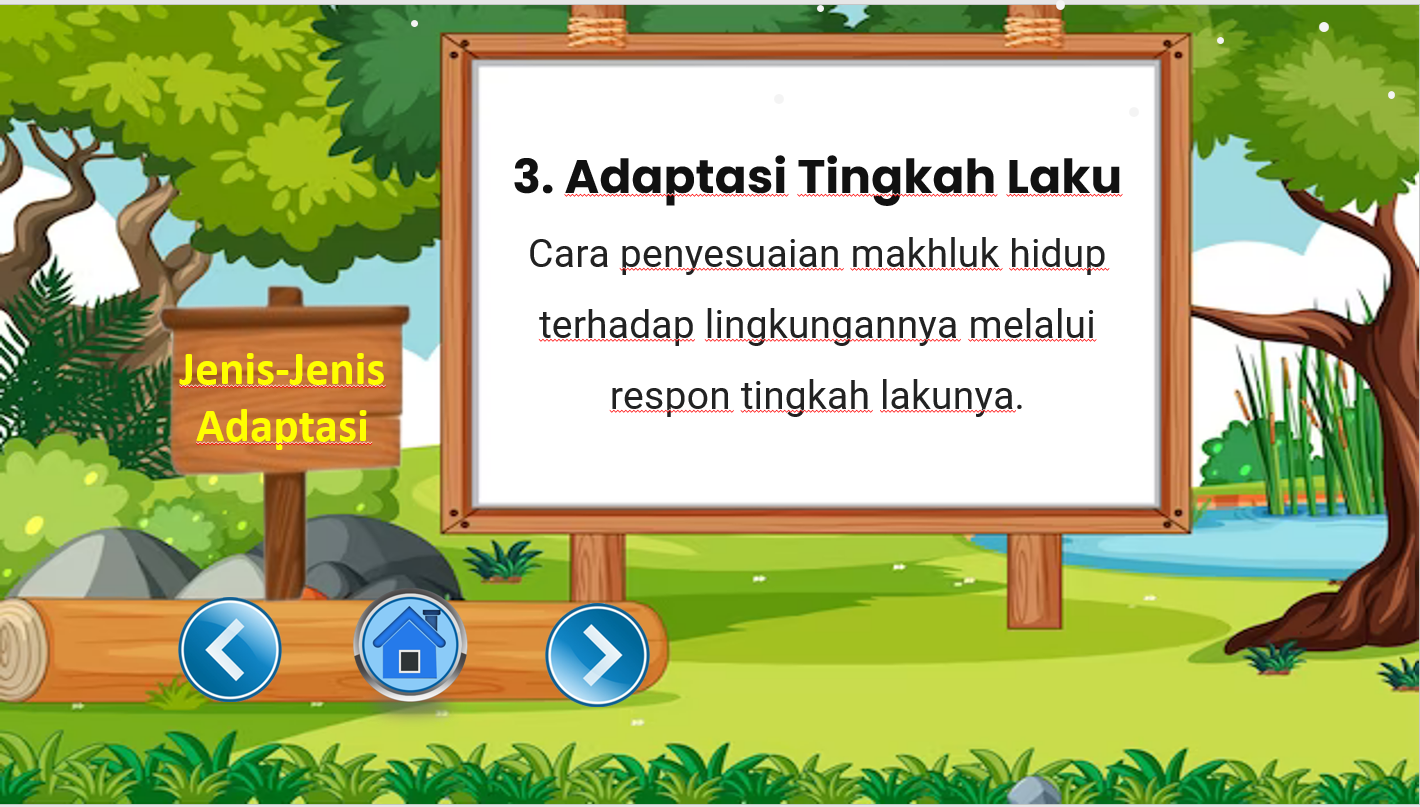 Jenis-Jenis
Adaptasi
3. Adaptasi Tingkah Laku
Cara penyesuaian makhluk hidup
terhadap lingkungannya melalui
respon tingkah lakunya.